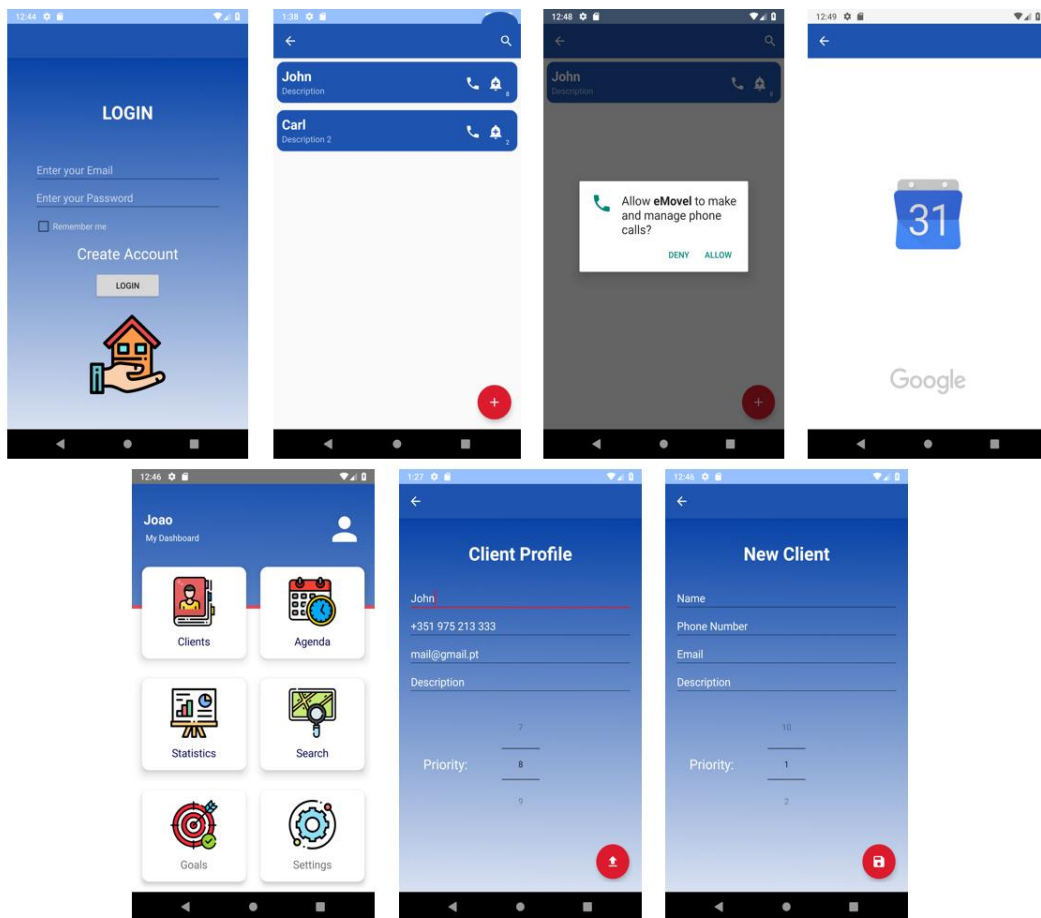 12:44
LOGIN
Enter your Email
Enter your Password
Remember me
Create Account
LOGIN
1:38
John
Description
8
Carl
Description 2
2
12:48
John
Description
8
Allow eMovel to make
and manage phone
calls?
DENY ALLOW
12:49
31
Google
12:46
Joao
My Dashboard
Clients Agenda
Statistics Search
Goals Settings
1:27
Client Profile
John
+351 975 213 333
mail@gmail.pt
Description
7
Priority: 8
9
12:46
New Client
Name
Phone Number
Email
Description
10
Priority: 1
2